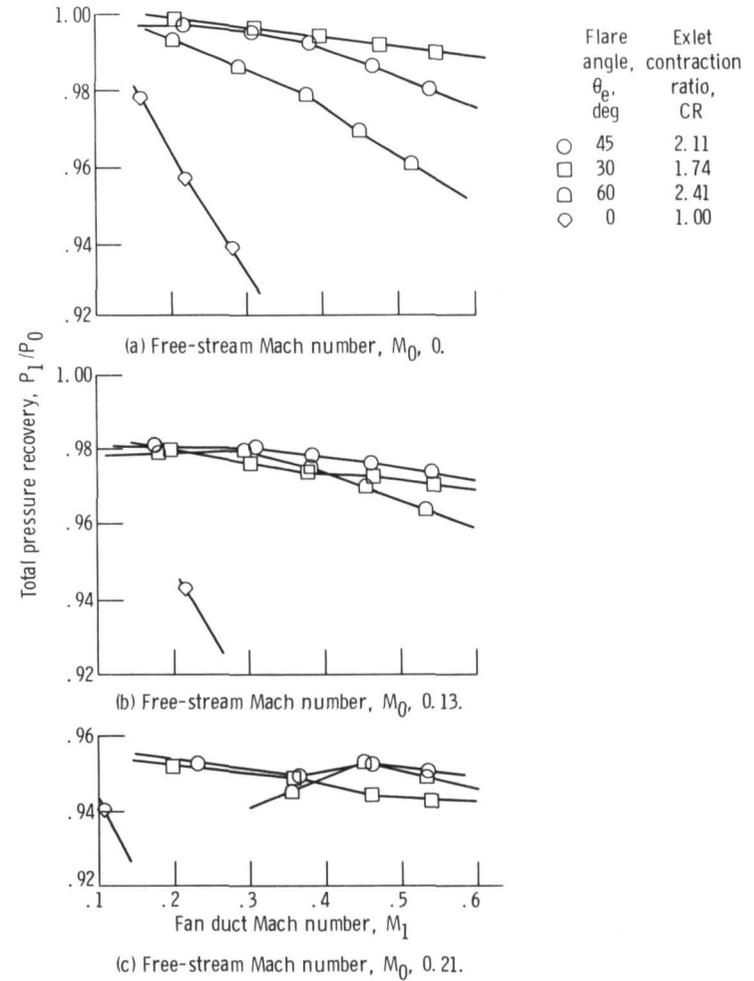 Total pressure recovery, P1/P0
1.00
.98
.96
.94
.92
Flare Exlet
angle, contraction
θe, ratio,
deg CR
45 2.11
30 1.74
60 2.41
0 1.00
(a) Free-stream Mach number, M0, 0.
1.00
.98
.96
.94
.92
(b) Free-stream Mach number, M0, 0.13.
.96
.94
.92
.1 .2 .3 .4 .5 .6
Fan duct Mach number, M1
(c) Free-stream Mach number, M0, 0.21.